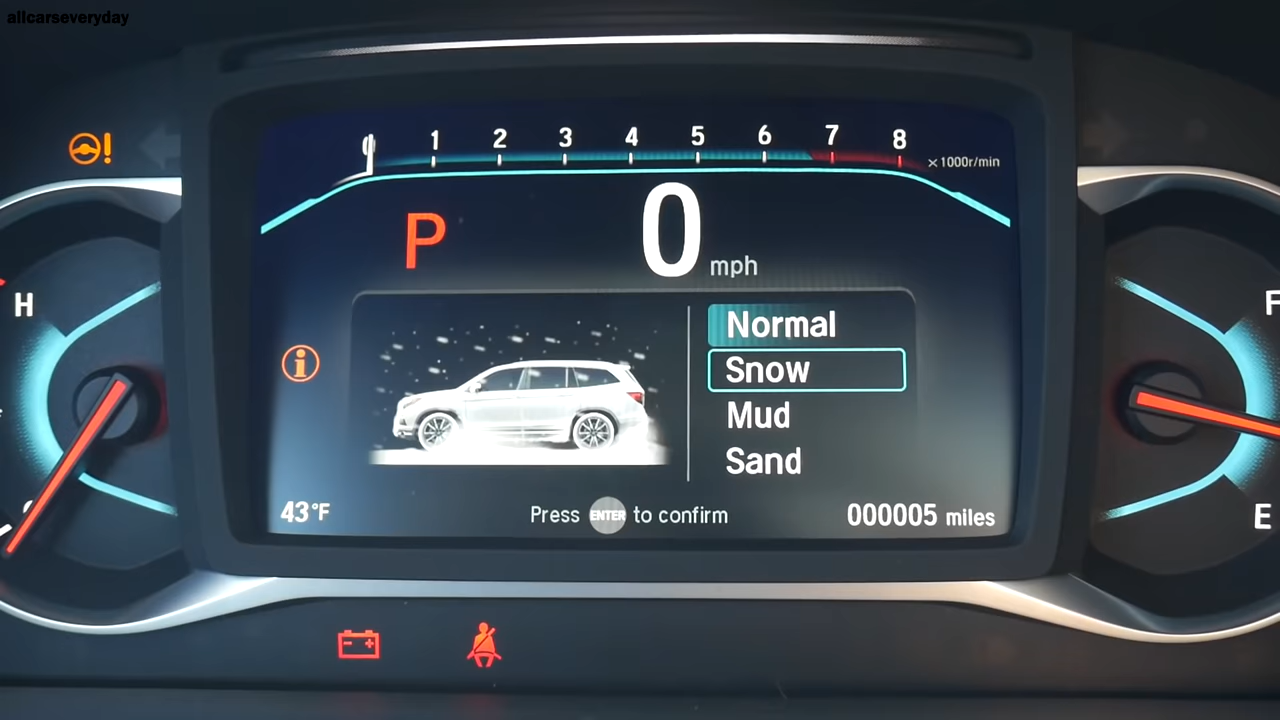 allcarseveryday
0 1 2 3 4 5 6 7 8 ×1000r/min
P 0 mph
H
F
Normal
Snow
Mud
Sand
43°F
Press ENTER to confirm
000005 miles
E